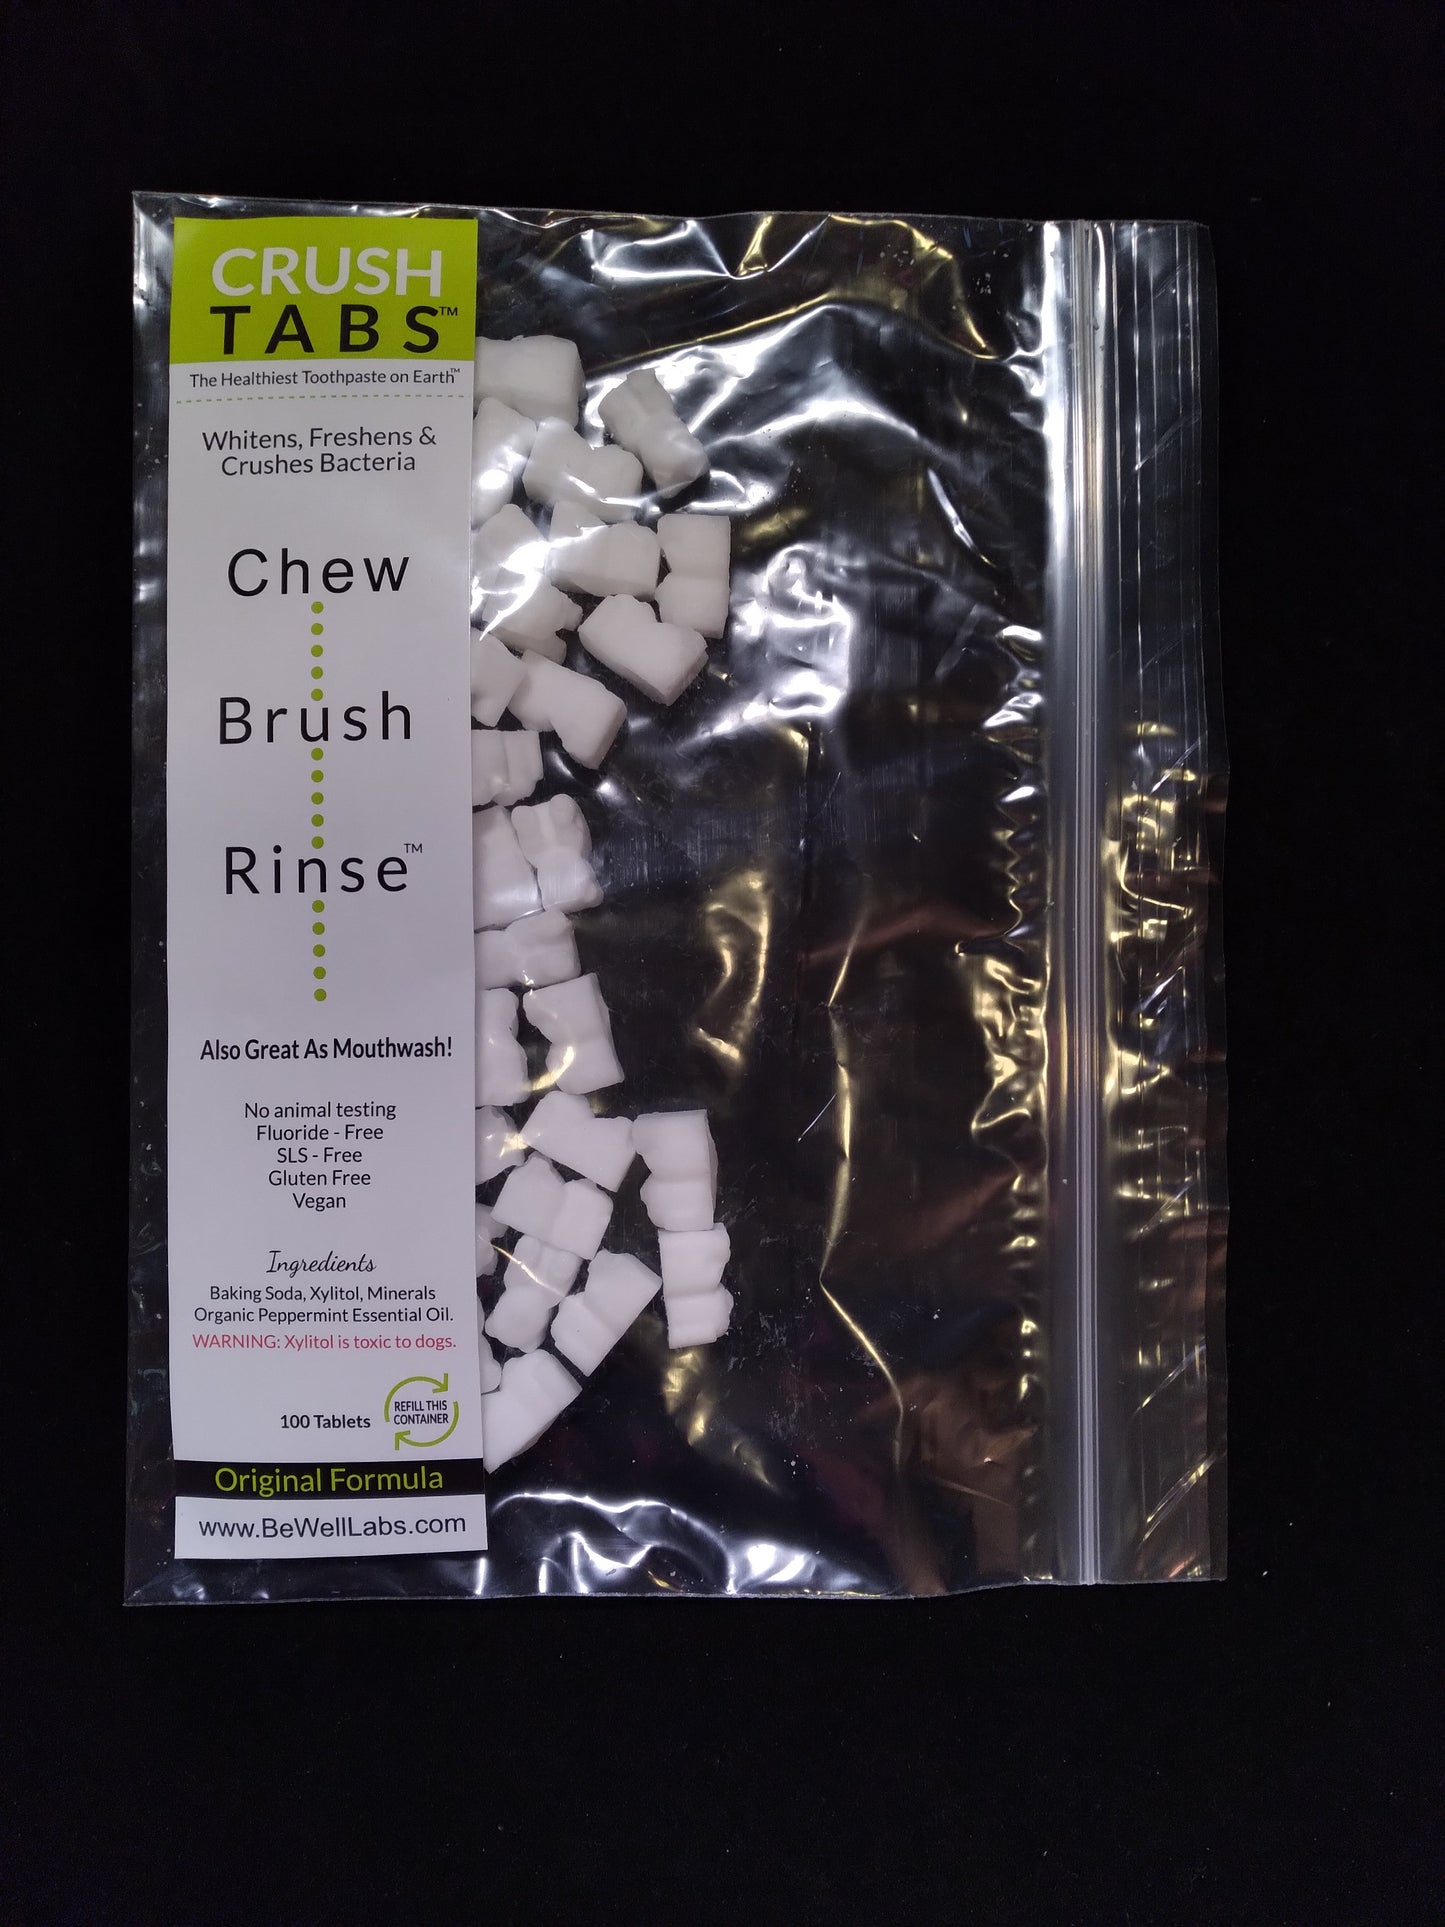 CRUSH
TABS™
The Healthiest Toothpaste on Earth™
Whitens, Freshens &
Crushes Bacteria
Chew
Brush
Rinse™
Also Great As Mouthwash!
No animal testing
Fluoride - Free
SLS - Free
Gluten Free
Vegan
Ingredients
Baking Soda, Xylitol, Minerals
Organic Peppermint Essential Oil.
WARNING: Xylitol is toxic to dogs.
100 Tablets
REFILL THIS
CONTAINER
Original Formula
www.BeWellLabs.com